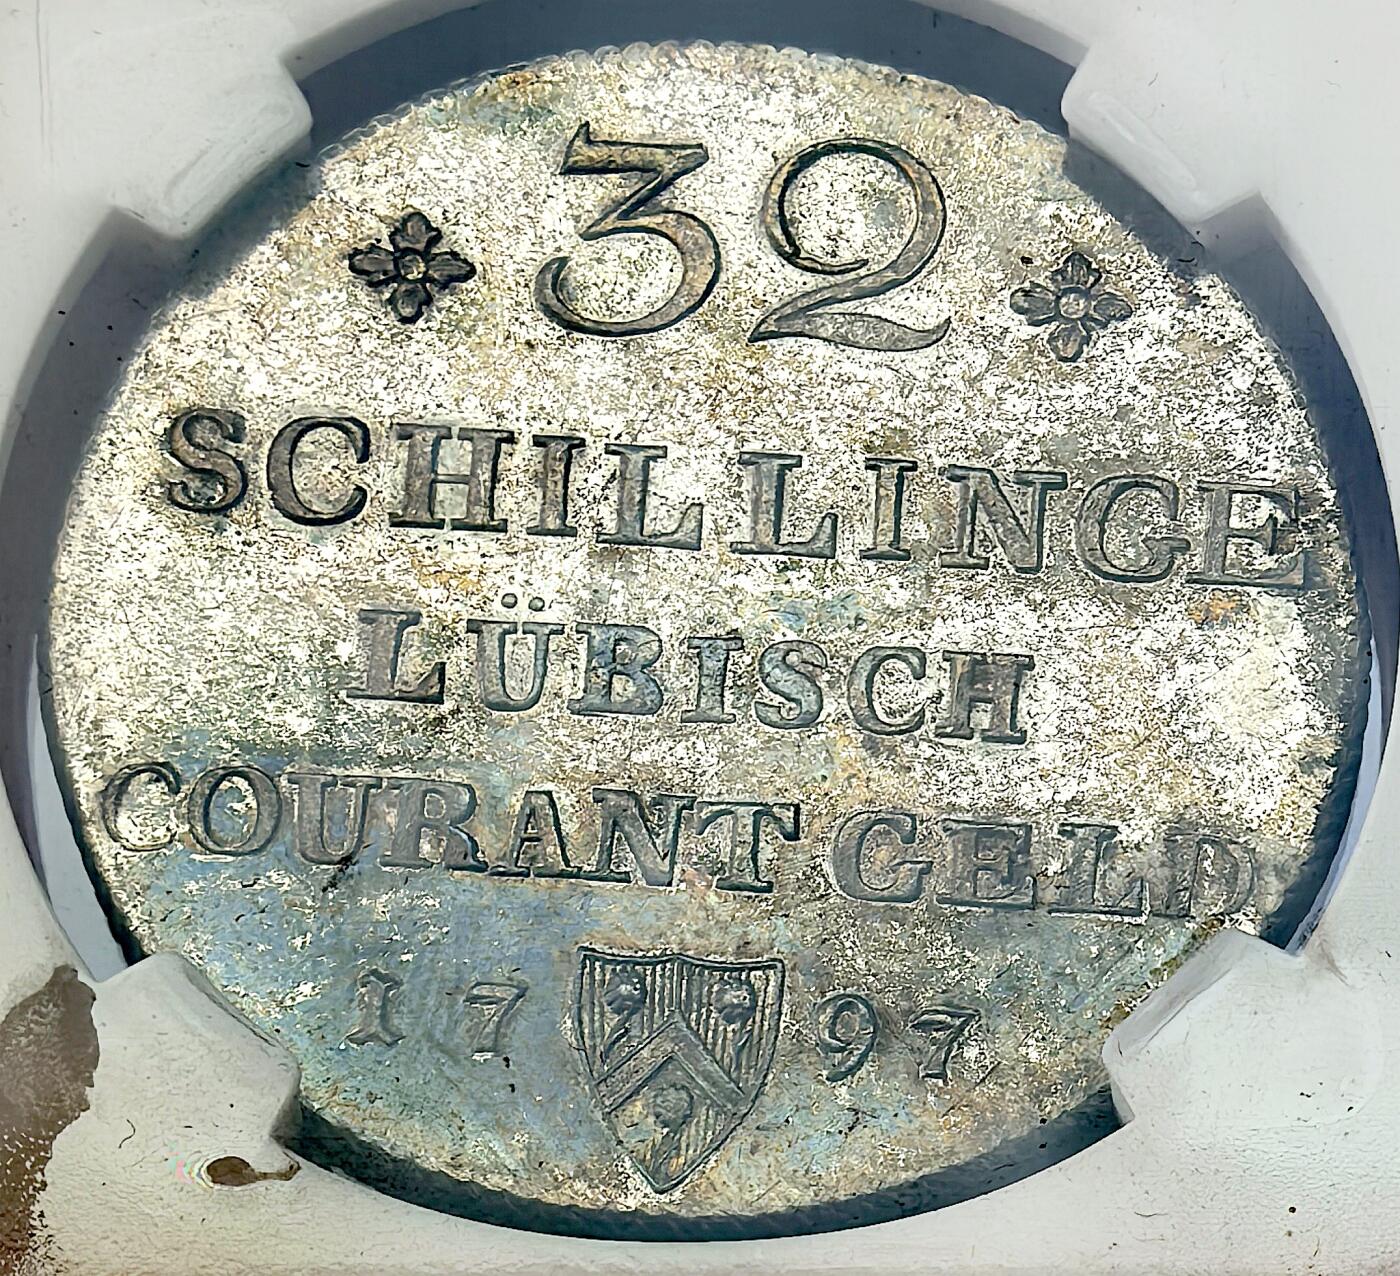 32
SCHILLINGE
LÜBISCH
COURANT GELD
17 97